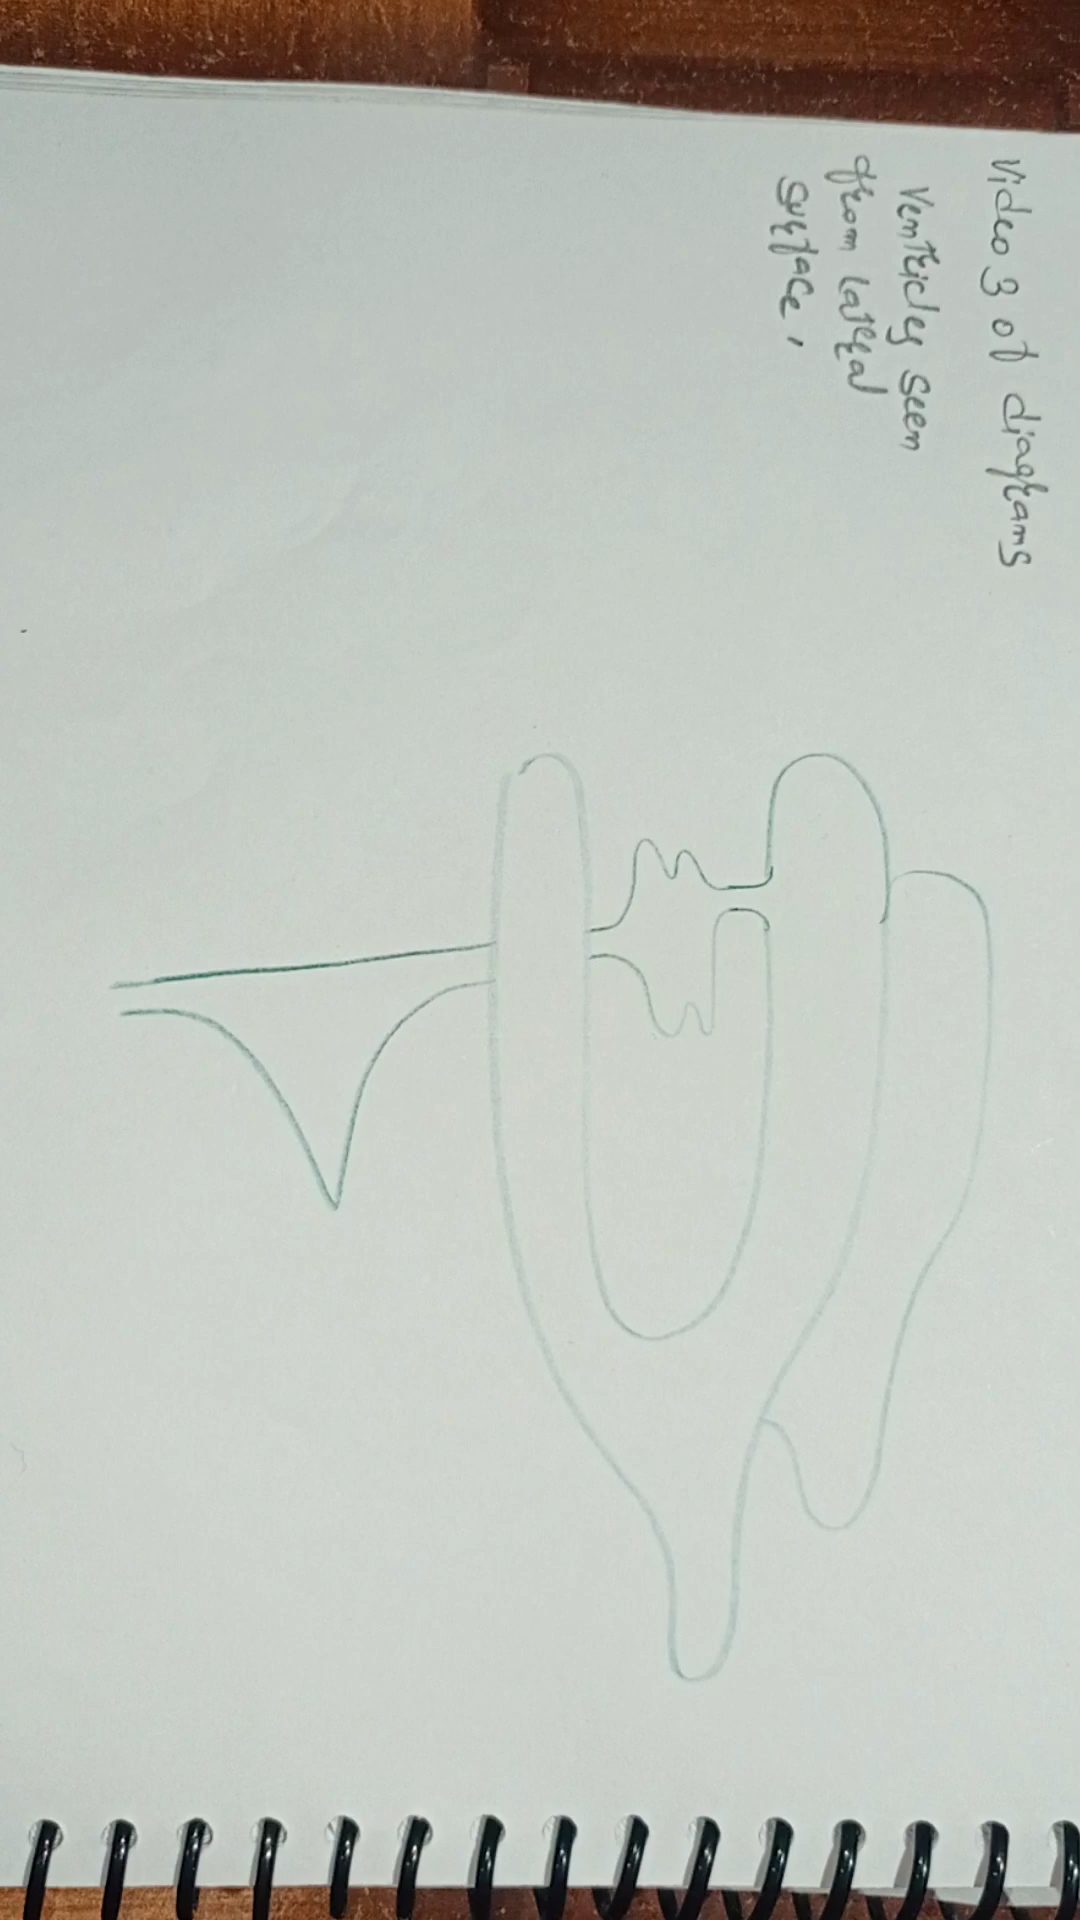 Video 3 of diagrams
Ventricles seen
from lateral
surface,